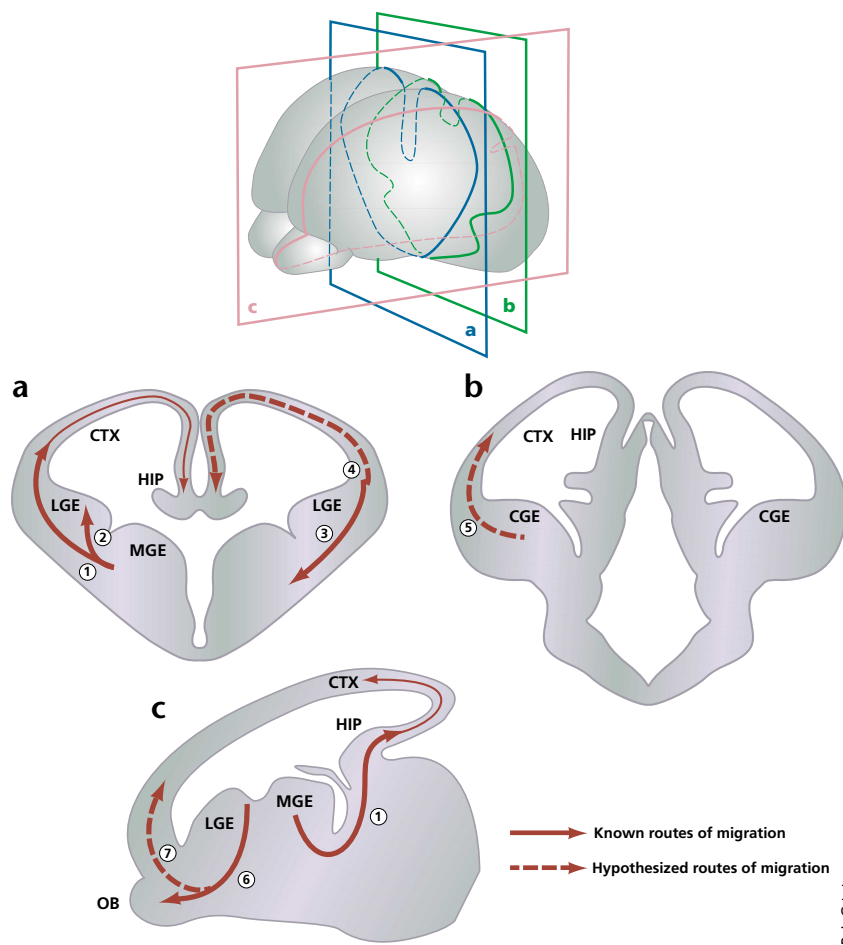 c
a
b
a
CTX
HIP
LGE
MGE
LGE
1
2
3
4
b
CTX
HIP
CGE
CGE
5
c
CTX
HIP
MGE
LGE
OB
1
6
7
Known routes of migration
Hypothesized routes of migration